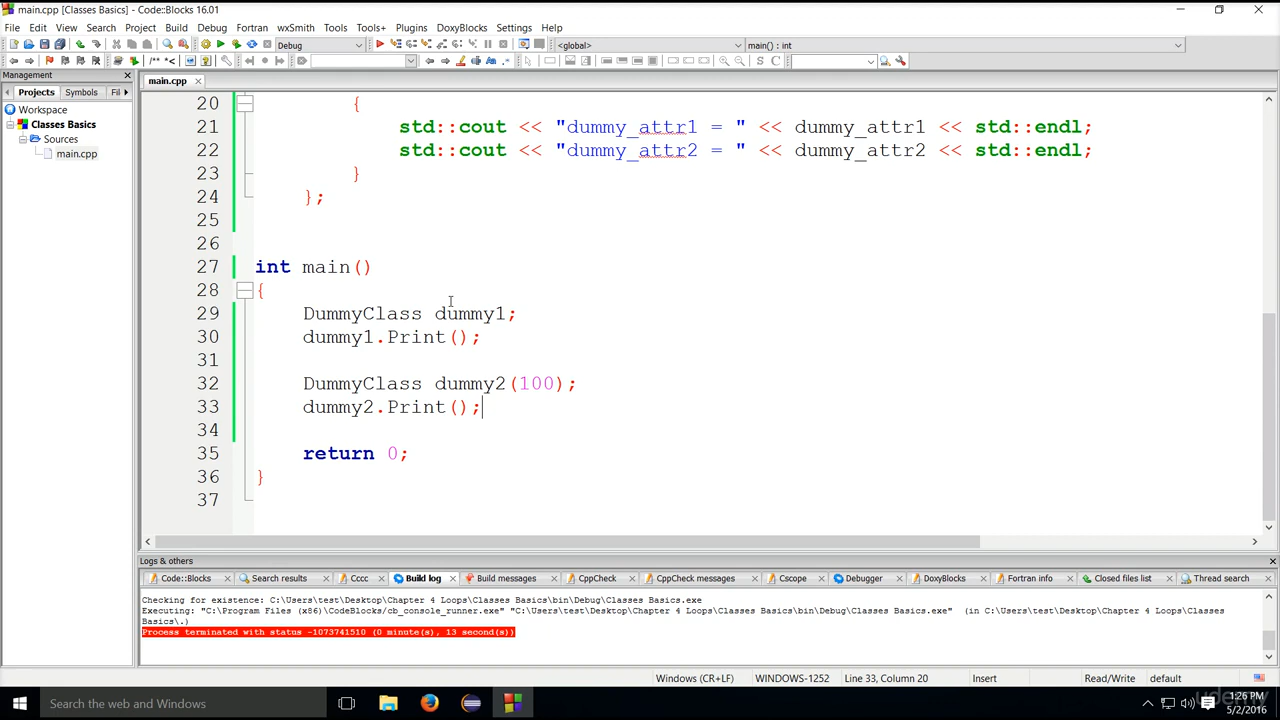 main.cpp [Classes Basics] - Code::Blocks 16.01
File Edit View Search Project Build Debug Fortran wxSmith Tools Tools+ Plugins DoxyBlocks Settings Help
Debug <global> main() : int
/** *< S C
Management
Projects Symbols Fil
main.cpp
Workspace
Classes Basics
Sources
main.cpp
20 {
21 std::cout << "dummy_attr1 = " << dummy_attr1 << std::endl;
22 std::cout << "dummy_attr2 = " << dummy_attr2 << std::endl;
23 }
24 };
25
26
27 int main()
28 {
29 DummyClass dummy1;
30 dummy1.Print();
31
32 DummyClass dummy2(100);
33 dummy2.Print();
34
35 return 0;
36 }
37
Logs & others
Code::Blocks Search results Cccc Build log Build messages CppCheck CppCheck messages Cscope Debugger DoxyBlocks Fortran info Closed files list Thread search
Checking for existence: C:\Users\test\Desktop\Chapter 4 Loops\Classes Basics\bin\Debug\Classes Basics.exe
Executing: "C:\Program Files (x86)\CodeBlocks/cb_console_runner.exe" "C:\Users\test\Desktop\Chapter 4 Loops\Classes Basics\bin\Debug\Classes Basics.exe" (in C:\Users\test\Desktop\Chapter 4 Loops\Classes
Basics\.)
Process terminated with status -1073741510 (0 minute(s), 13 second(s))
Windows (CR+LF) WINDOWS-1252 Line 33, Column 20 Insert Read/Write default
Search the web and Windows
1:26 PM
5/2/2016
udemy